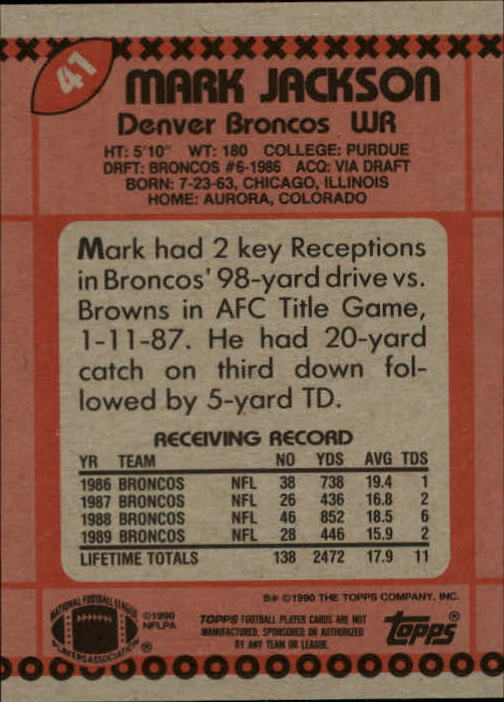 41
MARK JACKSON
Denver Broncos WR
HT: 5'10" WT: 180 COLLEGE: PURDUE
DRFT: BRONCOS #6-1986 ACQ: VIA DRAFT
BORN: 7-23-63, CHICAGO, ILLINOIS
HOME: AURORA, COLORADO
Mark had 2 key Receptions
in Broncos' 98-yard drive vs.
Browns in AFC Title Game,
1-11-87. He had 20-yard
catch on third down fol-
lowed by 5-yard TD.
RECEIVING RECORD
YR TEAM NO YDS AVG TDS
1986 BRONCOS NFL 38 738 19.4 1
1987 BRONCOS NFL 26 436 16.8 2
1988 BRONCOS NFL 46 852 18.5 6
1989 BRONCOS NFL 28 446 15.9 2
LIFETIME TOTALS 138 2472 17.9 11
B* ©1990 THE TOPPS COMPANY, INC.
NATIONAL FOOTBALL LEAGUE
PLAYERS ASSOCIATION ®
©1990
NFLPA
TOPPS FOOTBALL PLAYER CARDS ARE NOT
MANUFACTURED, SPONSORED OR AUTHORIZED
BY ANY TEAM OR LEAGUE.
topps®